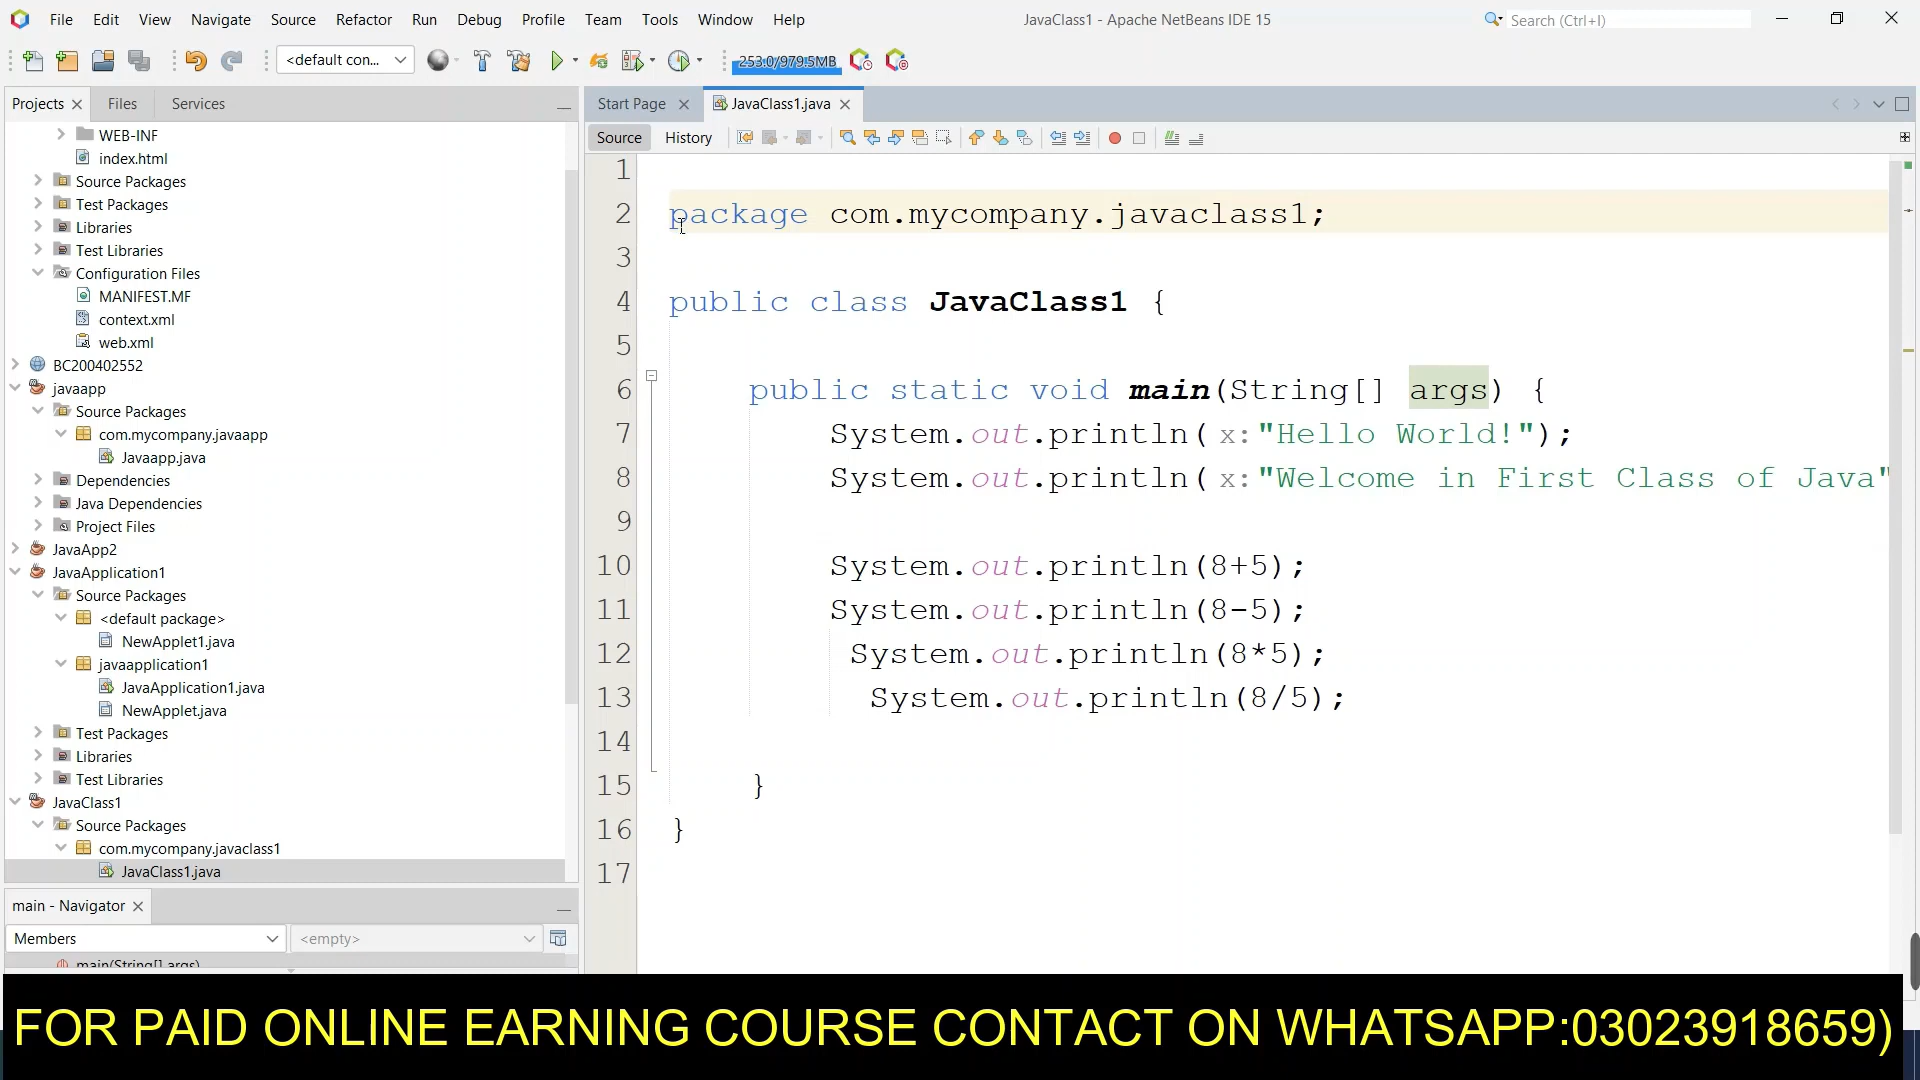 File Edit View Navigate Source Refactor Run Debug Profile Team Tools Window Help JavaClass1 - Apache NetBeans IDE 15 Search (Ctrl+I)
<default con... 253.0/979.5MB
Projects Files Services
WEB-INF
index.html
Source Packages
Test Packages
Libraries
Test Libraries
Configuration Files
MANIFEST.MF
context.xml
web.xml
BC200402552
javaapp
Source Packages
com.mycompany.javaapp
Javaapp.java
Dependencies
Java Dependencies
Project Files
JavaApp2
JavaApplication1
Source Packages
<default package>
NewApplet1.java
javaapplication1
JavaApplication1.java
NewApplet.java
Test Packages
Libraries
Test Libraries
JavaClass1
Source Packages
com.mycompany.javaclass1
JavaClass1.java
main - Navigator
Members <empty>
main(String[] args)
Start Page JavaClass1.java
Source History
1
2 package com.mycompany.javaclass1;
3
4 public class JavaClass1 {
5
6 public static void main(String[] args) {
7 System.out.println( x:"Hello World!");
8 System.out.println( x:"Welcome in First Class of Java"
9
10 System.out.println(8+5);
11 System.out.println(8-5);
12 System.out.println(8*5);
13 System.out.println(8/5);
14
15 }
16 }
17
FOR PAID ONLINE EARNING COURSE CONTACT ON WHATSAPP:03023918659)